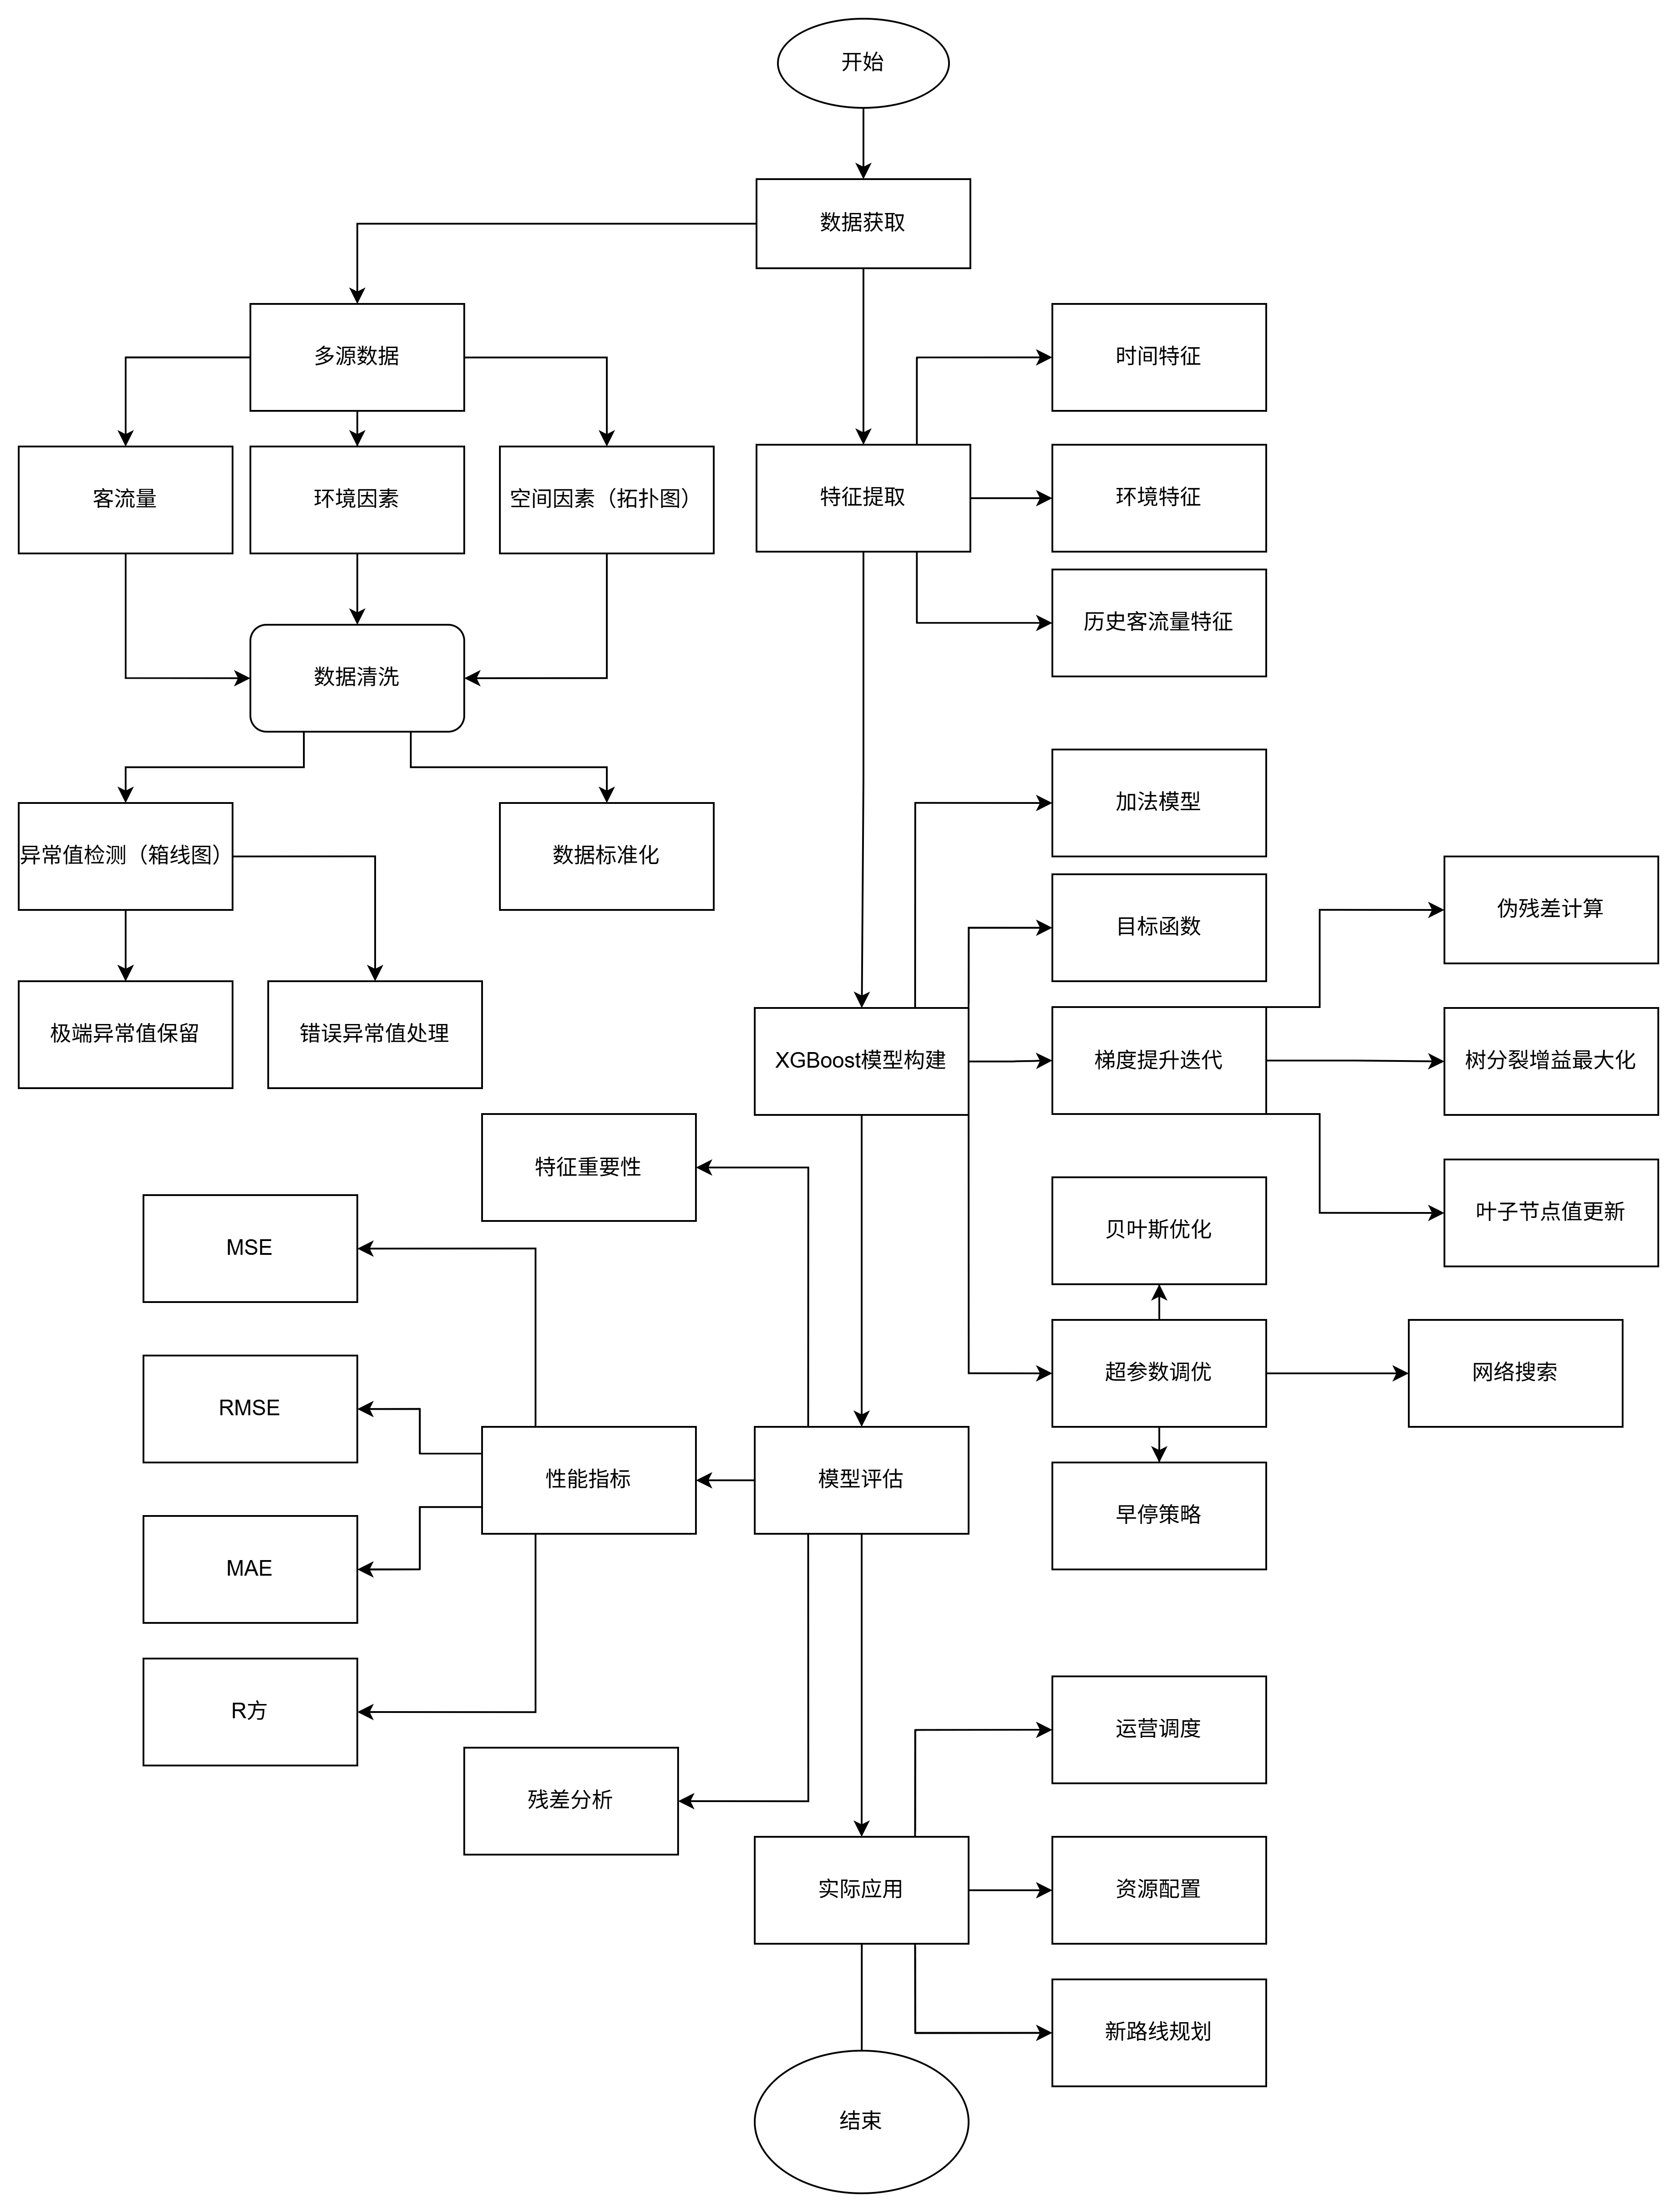 开始
数据获取
多源数据
时间特征
客流量
环境因素
空间因素（拓扑图）
特征提取
环境特征
历史客流量特征
数据清洗
加法模型
异常值检测（箱线图）
数据标准化
目标函数
伪残差计算
极端异常值保留
错误异常值处理
XGBoost模型构建
梯度提升迭代
树分裂增益最大化
特征重要性
叶子节点值更新
MSE
贝叶斯优化
RMSE
超参数调优
网络搜索
性能指标
模型评估
早停策略
MAE
R方
运营调度
残差分析
实际应用
资源配置
新路线规划
结束